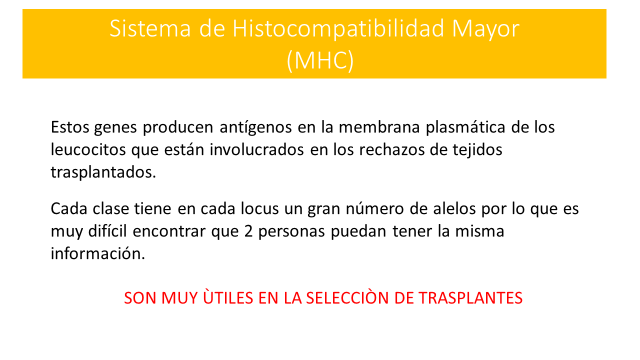 Sistema de Histocompatibilidad Mayor
(MHC)
Estos genes producen antígenos en la membrana plasmática de los
leucocitos que están involucrados en los rechazos de tejidos
trasplantados.
Cada clase tiene en cada locus un gran número de alelos por lo que es
muy difícil encontrar que 2 personas puedan tener la misma
información.
SON MUY ÙTILES EN LA SELECCIÒN DE TRASPLANTES